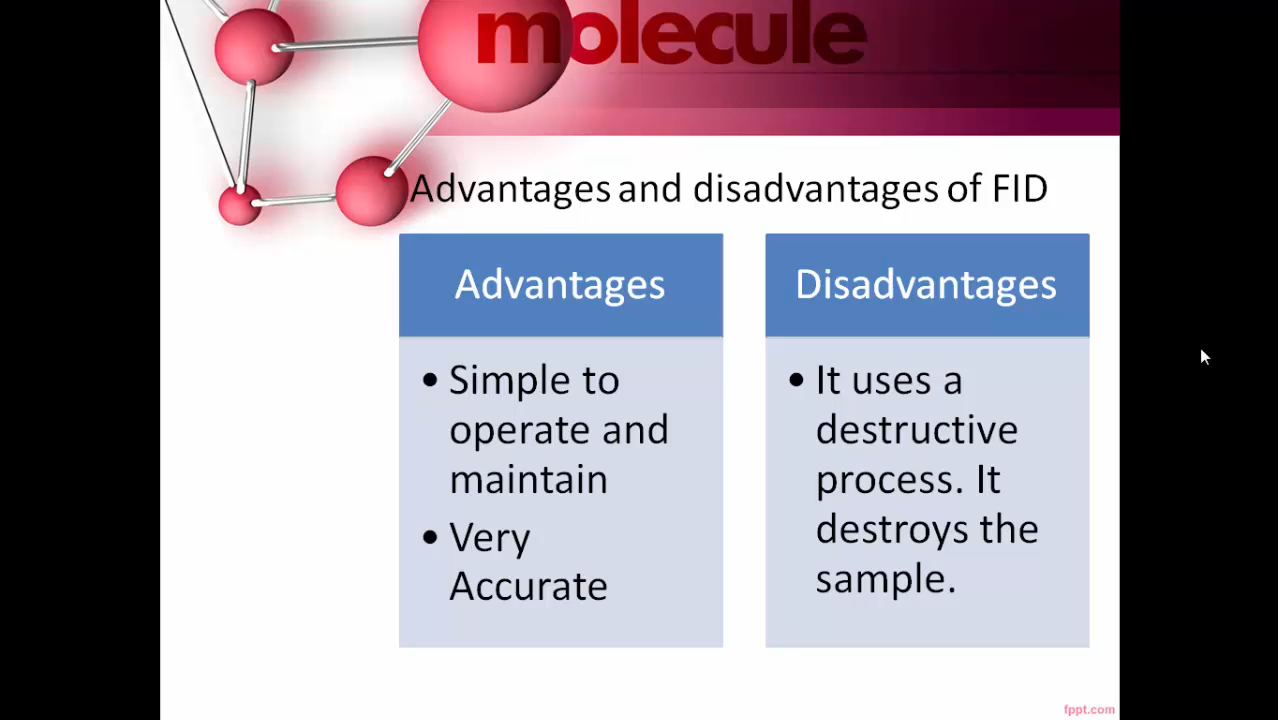 molecule
Advantages and disadvantages of FID
Advantages
• Simple to
operate and
maintain
• Very
Accurate
Disadvantages
• It uses a
destructive
process. It
destroys the
sample.
fppt.com